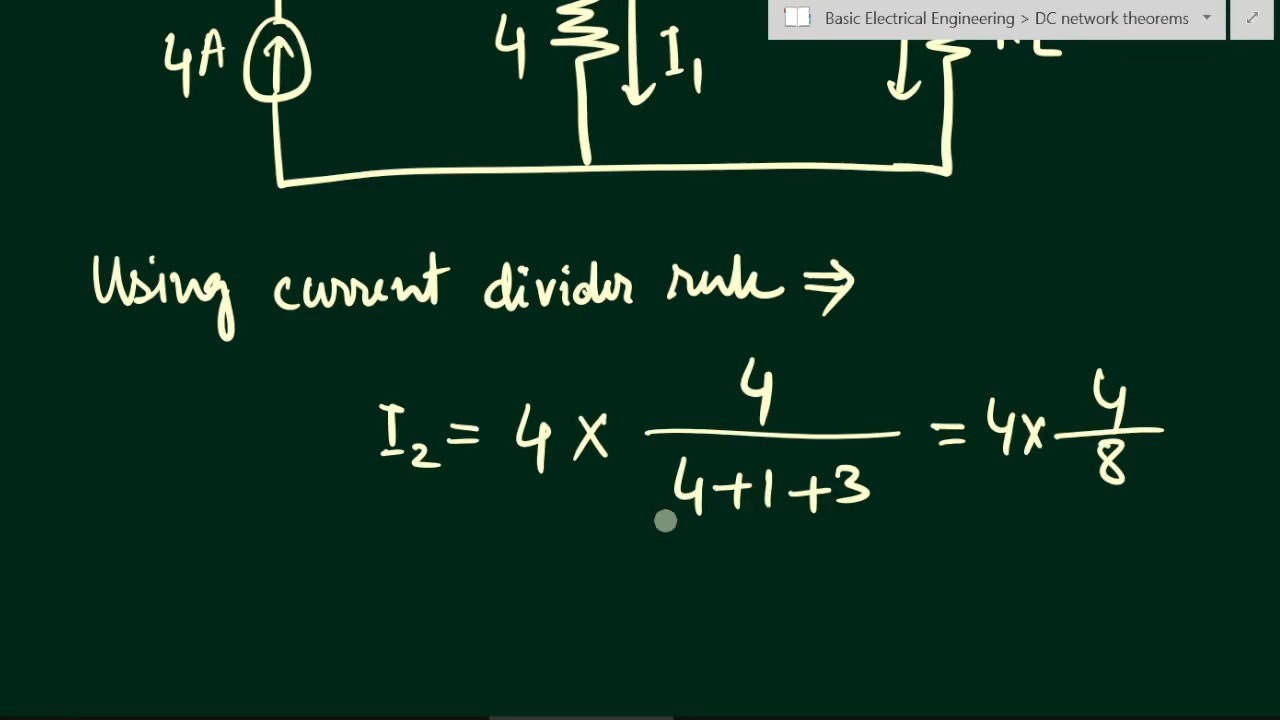 Basic Electrical Engineering > DC network theorems
4A 4 I₁
Using current divider rule ⇒
I₂ = 4 × 4/(4+1+3) = 4× 4/8